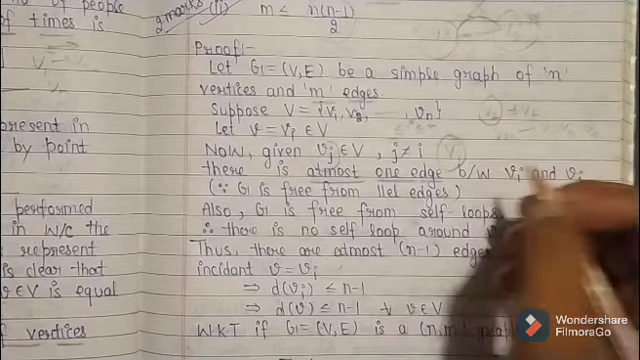 of people
of times is
present in
by point
performed
in w/c the
represent
is clear that
v∈V is equal
of vertices
2 marks (ii) m ≤ n(n-1)/2
Proof:-
Let G=(V,E) be a simple graph of 'n'
vertices and 'm' edges.
Suppose V = {v₁, v₂, ---, vₙ}
Let v = vᵢ ∈ V
Now, given vⱼ ∈ V, j ≠ i
there is atmost one edge b/w vᵢ and vⱼ
(∵ G is free from llel edges)
Also, G is free from self-loops
∴ there is no self loop around
Thus, there are atmost (n-1) edges
incidant v = vᵢ
⇒ d(vᵢ) ≤ n-1
⇒ d(v) ≤ n-1 ∀ v∈V
W.K.T if G=(V,E) is a (n,m)
Wondershare
FilmoraGo